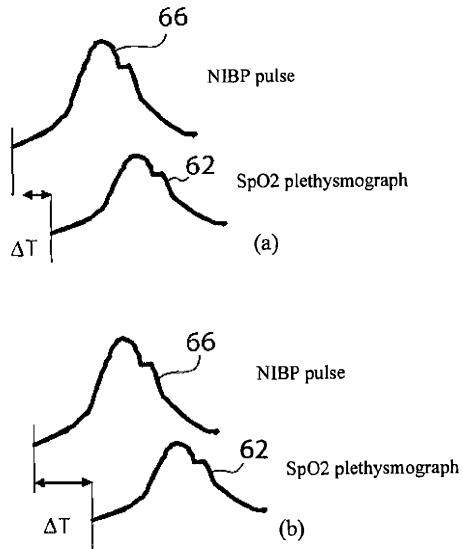 66
NIBP pulse
62
SpO2 plethysmograph
ΔT
(a)
66
NIBP pulse
62
SpO2 plethysmograph
ΔT
(b)